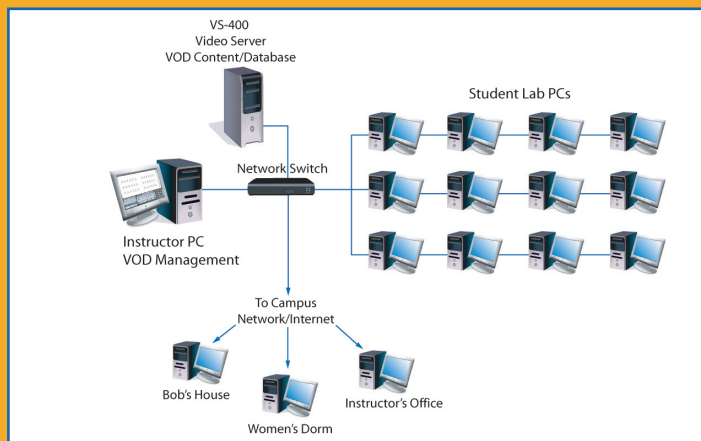 VS-400
Video Server
VOD Content/Database
Student Lab PCs
Network Switch
Instructor PC
VOD Management
To Campus
Network/Internet
Bob's House
Instructor's Office
Women's Dorm